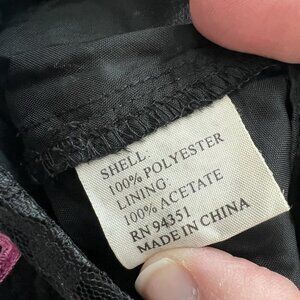 SHELL:
100% POLYESTER
LINING:
100% ACETATE
RN 94351
MADE IN CHINA